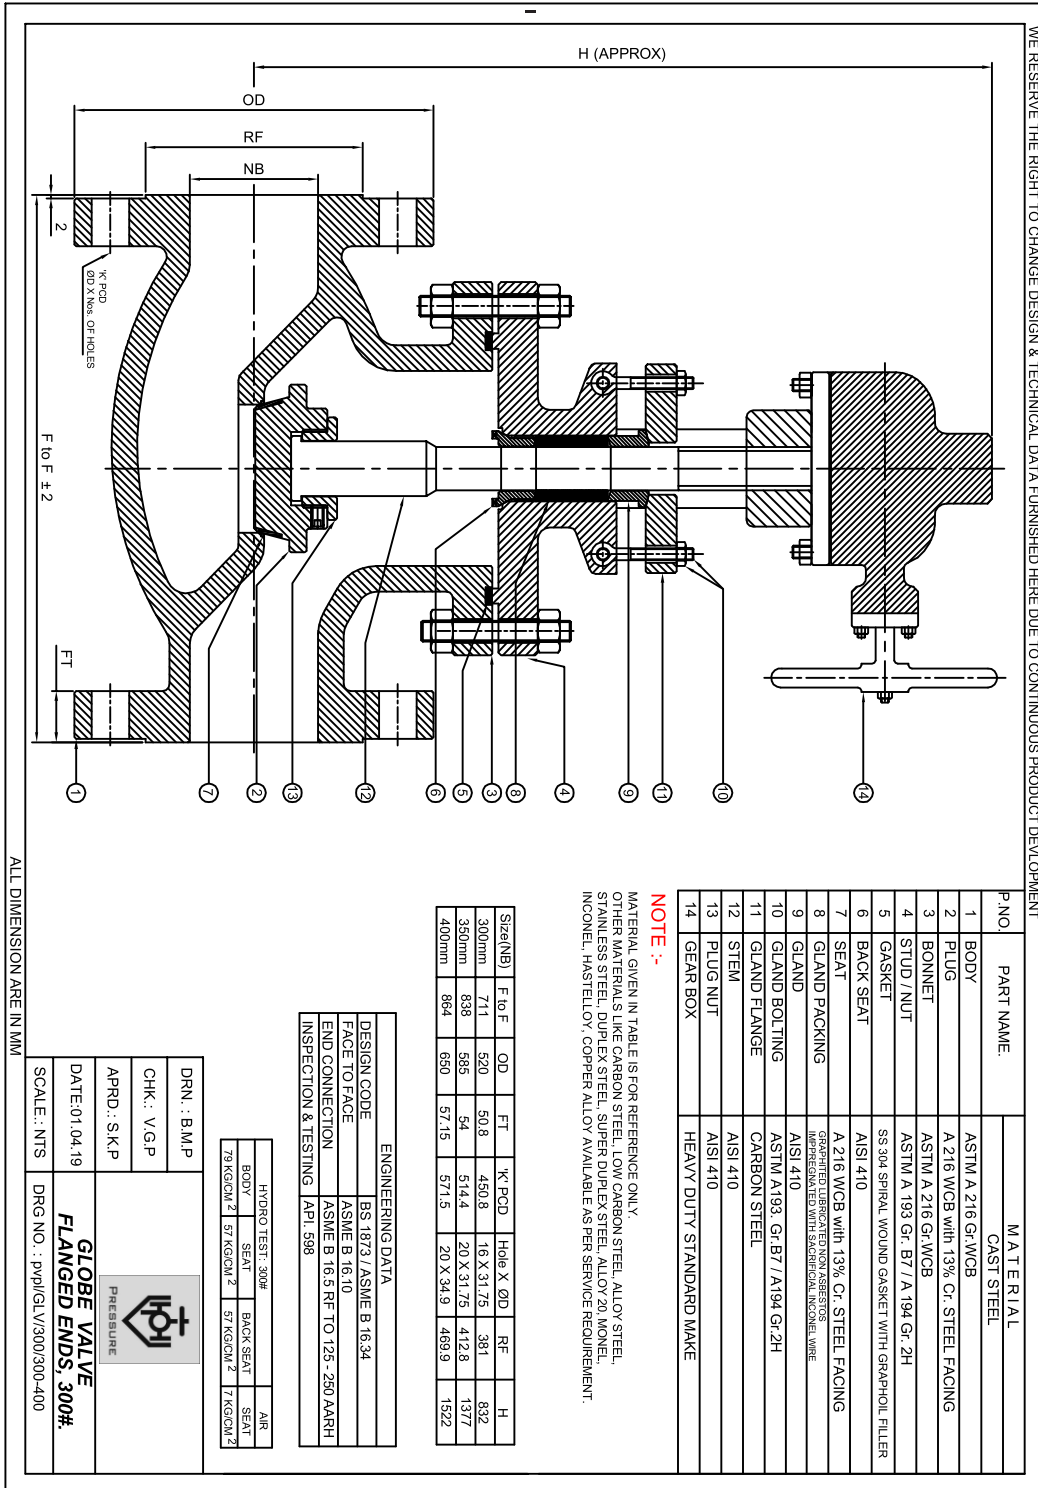 WE RESERVE THE RIGHT TO CHANGE DESIGN & TECHNICAL DATA FURNISHED HERE DUE TO CONTINUOUS PRODUCT DEVLOPMENT
H (APPROX)
OD
RF
NB
2
'K' PCD
ØD X Nos. OF HOLES
F to F ± 2
FT
1
7
2
13
12
6
5
3
8
4
9
11
10
14
P.NO. PART NAME. MATERIAL
CAST STEEL
1 BODY ASTM A 216 Gr.WCB
2 PLUG A 216 WCB with 13% Cr. STEEL FACING
3 BONNET ASTM A 216 Gr.WCB
4 STUD / NUT ASTM A 193 Gr. B7 / A 194 Gr. 2H
5 GASKET SS 304 SPIRAL WOUND GASKET WITH GRAPHOIL FILLER
6 BACK SEAT AISI 410
7 SEAT A 216 WCB with 13% Cr. STEEL FACING
8 GLAND PACKING GRAPHITED LUBRICATED NON ASBESTOS
IMPPREGNATED WITH SACRIFICIAL INCONEL WIRE
9 GLAND AISI 410
10 GLAND BOLTING ASTM A193. Gr.B7 / A194 Gr.2H
11 GLAND FLANGE CARBON STEEL
12 STEM AISI 410
13 PLUG NUT AISI 410
14 GEAR BOX HEAVY DUTY STANDARD MAKE
NOTE :-
MATERIAL GIVEN IN TABLE IS FOR REFERENCE ONLY.
OTHER MATERIALS LIKE CARBON STEEL, LOW CARBON STEEL, ALLOY STEEL,
STAINLESS STEEL, DUPLEX STEEL, SUPER DUPLEX STEEL, ALLOY 20, MONEL,
INCONEL, HASTELLOY, COPPER ALLOY AVAILABLE AS PER SERVICE REQUIREMENT.
Size(NB) F to F OD FT 'K' PCD Hole X ØD RF H
300mm 711 520 50.8 450.8 16 X 31.75 381 832
350mm 838 585 54 514.4 20 X 31.75 412.8 1377
400mm 864 650 57.15 571.5 20 X 34.9 469.9 1522
ENGINEERING DATA
DESIGN CODE BS 1873 / ASME B 16.34
FACE TO FACE ASME B 16.10
END CONNECTION ASME B 16.5 RF TO 125 - 250 AARH
INSPECTION & TESTING API. 598
HYDRO TEST: 300# AIR
BODY SEAT BACK SEAT SEAT
79 KG/CM 2 57 KG/CM 2 57 KG/CM 2 7 KG/CM 2
DRN. : B.M.P
CHK.: V.G.P
APRD.: S.K.P
PRESSURE
DATE:01.04.19
GLOBE VALVE
FLANGED ENDS, 300#.
SCALE.: NTS
DRG NO. : pvpl/GLV/300/300-400
ALL DIMENSION ARE IN MM